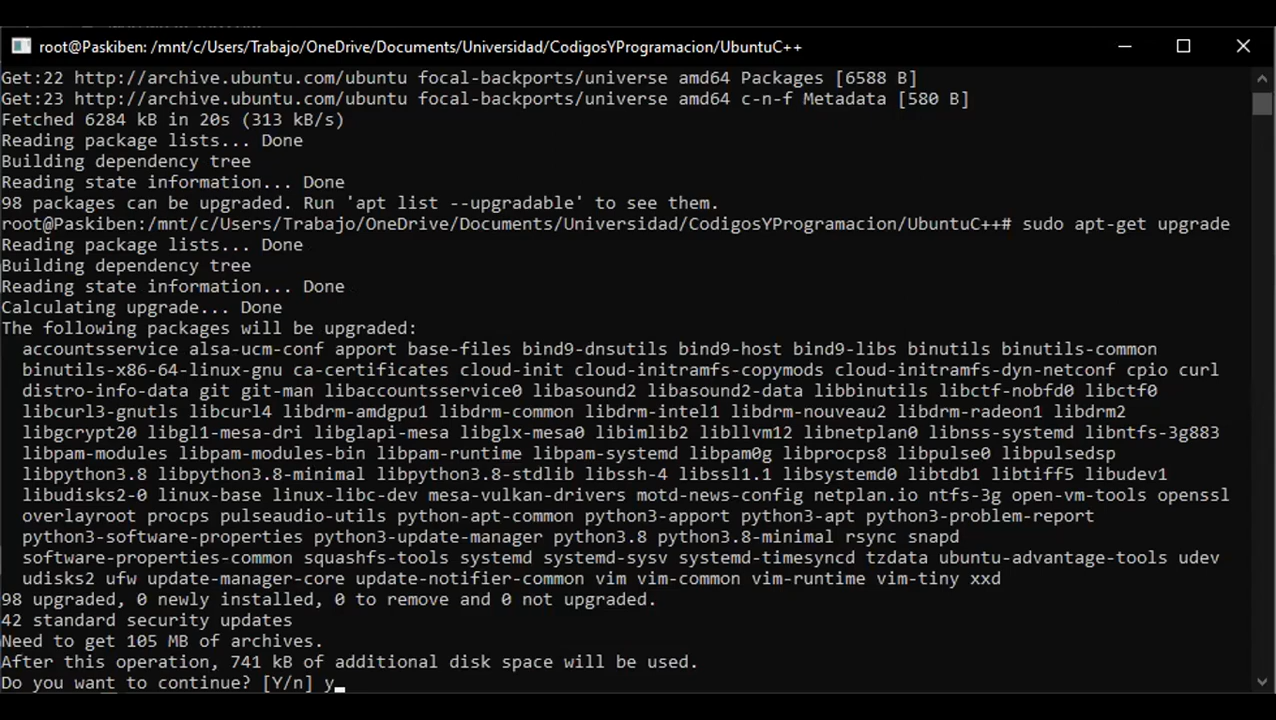 root@Paskiben: /mnt/c/Users/Trabajo/OneDrive/Documents/Universidad/CodigosYProgramacion/UbuntuC++
Get:22 http://archive.ubuntu.com/ubuntu focal-backports/universe amd64 Packages [6588 B]
Get:23 http://archive.ubuntu.com/ubuntu focal-backports/universe amd64 c-n-f Metadata [580 B]
Fetched 6284 kB in 20s (313 kB/s)
Reading package lists... Done
Building dependency tree
Reading state information... Done
98 packages can be upgraded. Run 'apt list --upgradable' to see them.
root@Paskiben:/mnt/c/Users/Trabajo/OneDrive/Documents/Universidad/CodigosYProgramacion/UbuntuC++# sudo apt-get upgrade
Reading package lists... Done
Building dependency tree
Reading state information... Done
Calculating upgrade... Done
The following packages will be upgraded:
accountsservice alsa-ucm-conf apport base-files bind9-dnsutils bind9-host bind9-libs binutils binutils-common
binutils-x86-64-linux-gnu ca-certificates cloud-init cloud-initramfs-copymods cloud-initramfs-dyn-netconf cpio curl
distro-info-data git git-man libaccountsservice0 libasound2 libasound2-data libbinutils libctf-nobfd0 libctf0
libcurl3-gnutls libcurl4 libdrm-amdgpu1 libdrm-common libdrm-intel1 libdrm-nouveau2 libdrm-radeon1 libdrm2
libgcrypt20 libgl1-mesa-dri libglapi-mesa libglx-mesa0 libimlib2 libllvm12 libnetplan0 libnss-systemd libntfs-3g883
libpam-modules libpam-modules-bin libpam-runtime libpam-systemd libpam0g libprocps8 libpulse0 libpulsedsp
libpython3.8 libpython3.8-minimal libpython3.8-stdlib libssh-4 libssl1.1 libsystemd0 libtdb1 libtiff5 libudev1
libudisks2-0 linux-base linux-libc-dev mesa-vulkan-drivers motd-news-config netplan.io ntfs-3g open-vm-tools openssl
overlayroot procps pulseaudio-utils python-apt-common python3-apport python3-apt python3-problem-report
python3-software-properties python3-update-manager python3.8 python3.8-minimal rsync snapd
software-properties-common squashfs-tools systemd systemd-sysv systemd-timesyncd tzdata ubuntu-advantage-tools udev
udisks2 ufw update-manager-core update-notifier-common vim vim-common vim-runtime vim-tiny xxd
98 upgraded, 0 newly installed, 0 to remove and 0 not upgraded.
42 standard security updates
Need to get 105 MB of archives.
After this operation, 741 kB of additional disk space will be used.
Do you want to continue? [Y/n] y